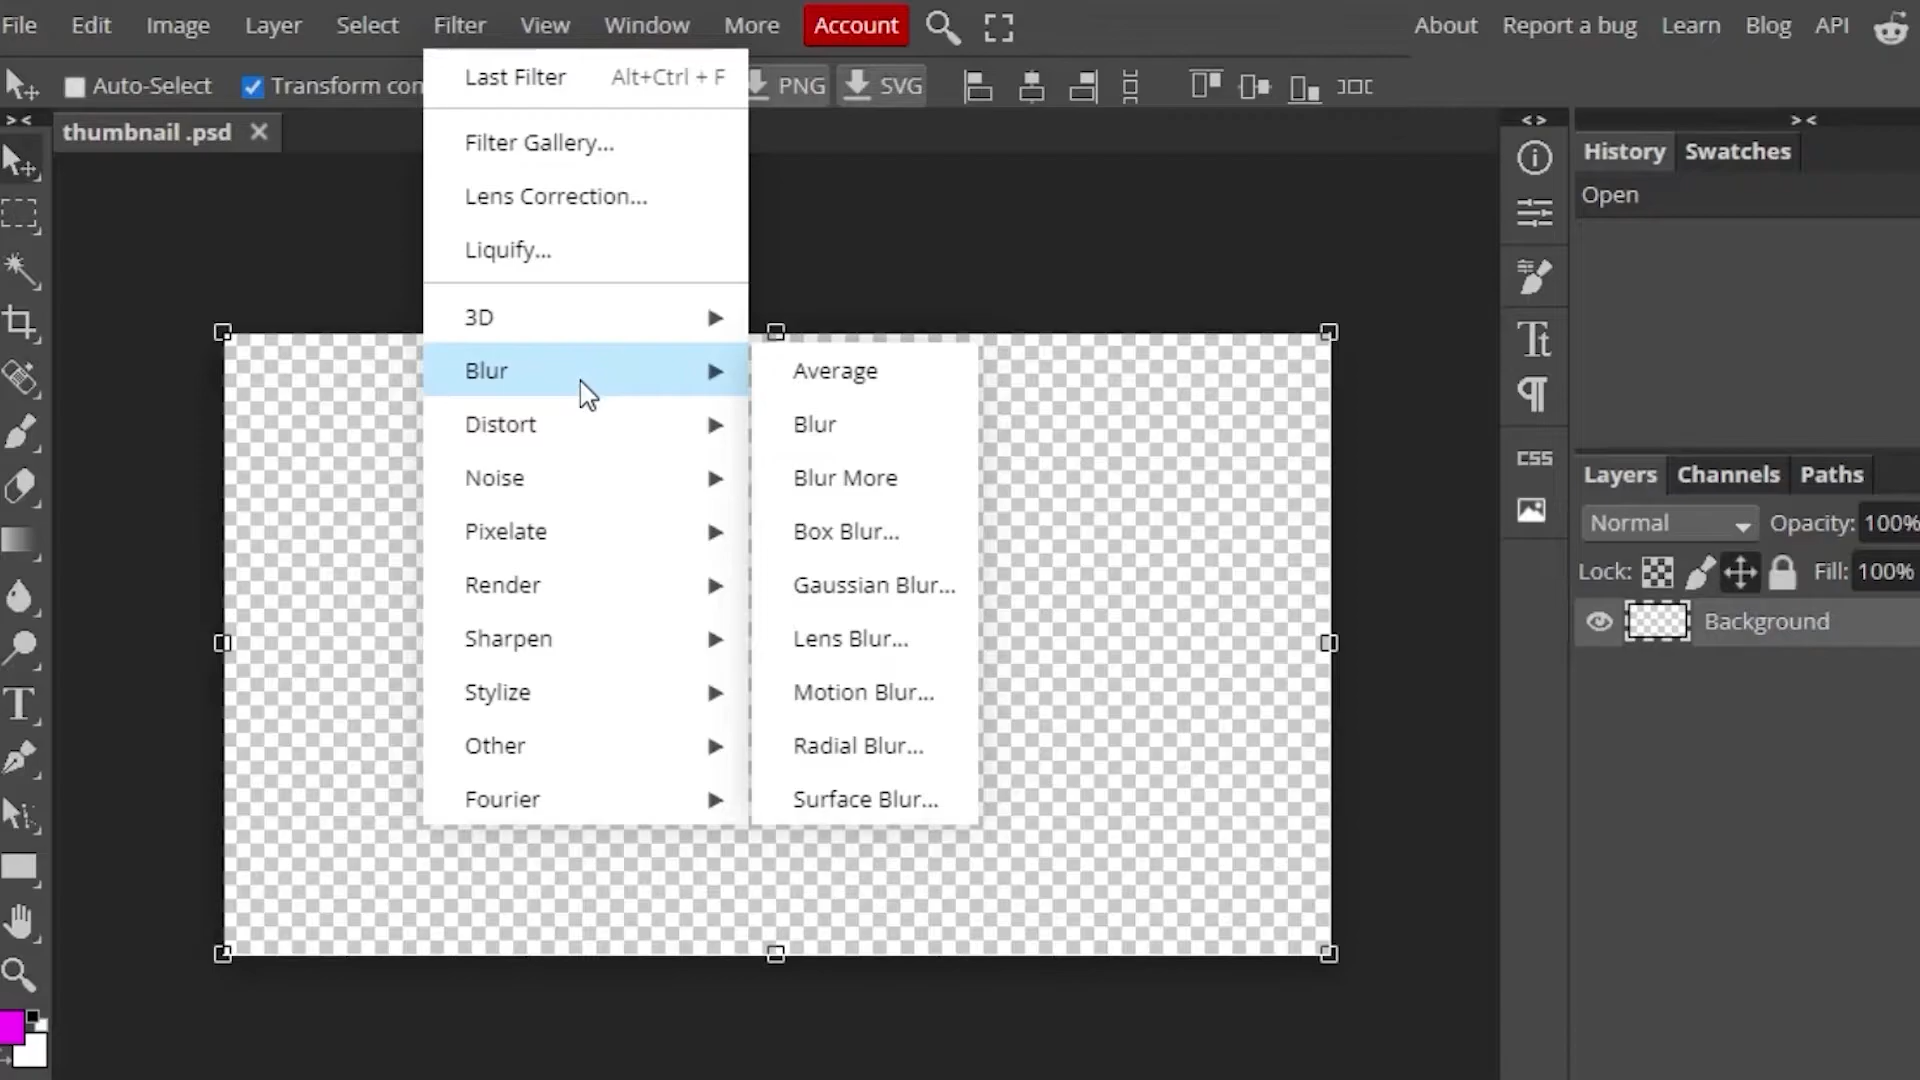 File Edit Image Layer Select Filter View Window More Account About Report a bug Learn Blog API
Auto-Select Transform con PNG SVG
thumbnail .psd
Last Filter Alt+Ctrl + F
Filter Gallery...
Lens Correction...
Liquify...
3D
Blur
Distort
Noise
Pixelate
Render
Sharpen
Stylize
Other
Fourier
Average
Blur
Blur More
Box Blur...
Gaussian Blur...
Lens Blur...
Motion Blur...
Radial Blur...
Surface Blur...
CSS
History Swatches
Open
Layers Channels Paths
Normal Opacity: 100%
Lock: Fill: 100%
Background